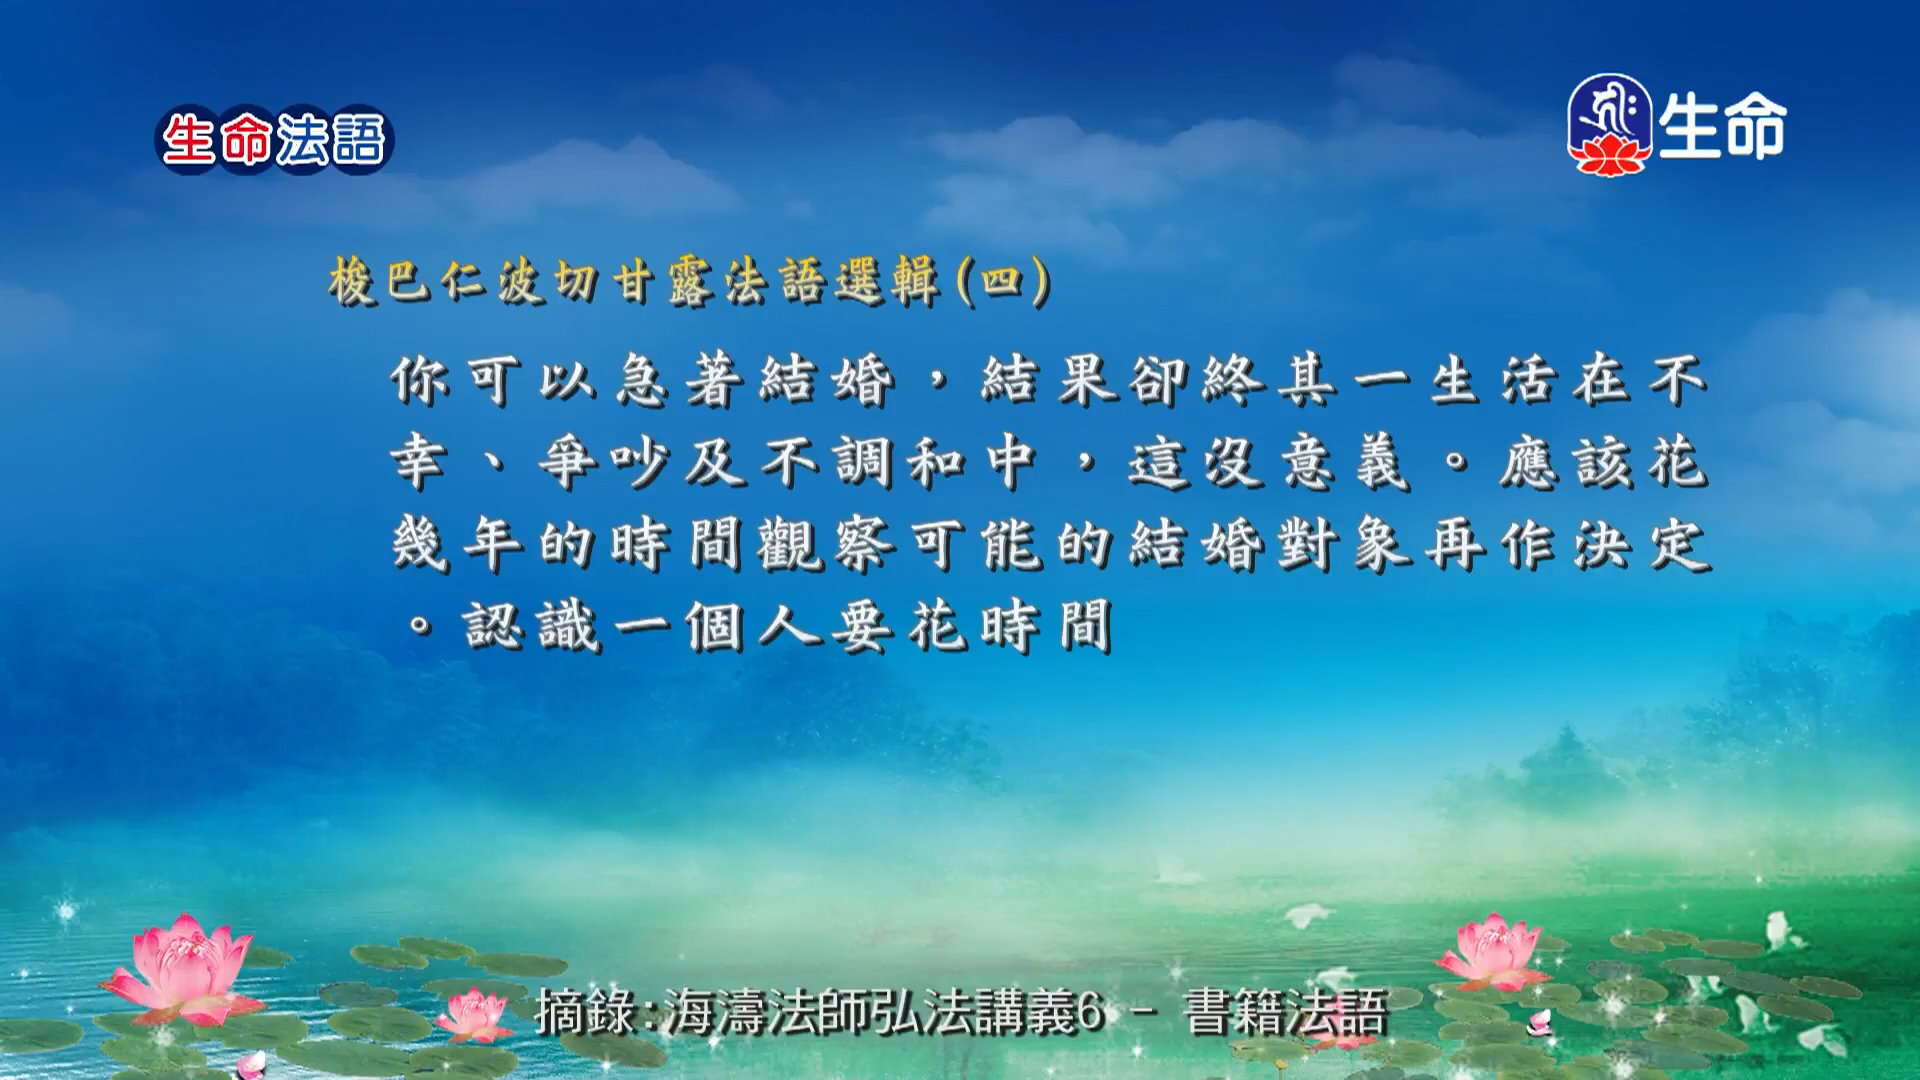 生命法語
生命
梭巴仁波切甘露法語選輯(四)
你可以急著結婚，結果卻終其一生活在不
幸、爭吵及不調和中，這沒意義。應該花
幾年的時間觀察可能的結婚對象再作決定
。認識一個人要花時間
摘錄:海濤法師弘法講義6 - 書籍法語